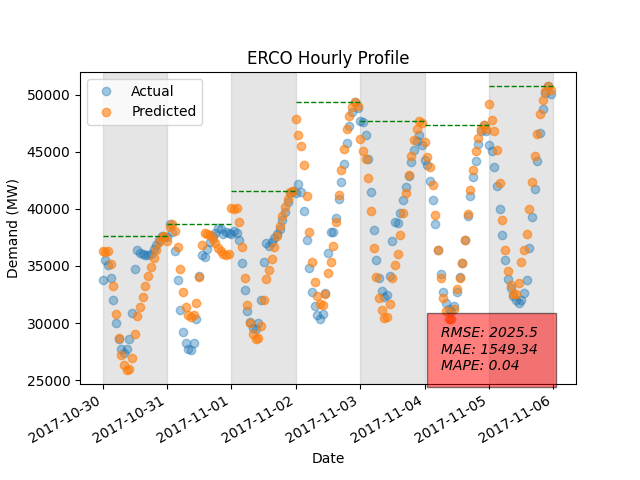 ERCO Hourly Profile
Actual
Predicted
50000
45000
40000
35000
30000
25000
Demand (MW)
RMSE: 2025.5
MAE: 1549.34
MAPE: 0.04
2017-10-30
2017-10-31
2017-11-01
2017-11-02
2017-11-03
2017-11-04
2017-11-05
2017-11-06
Date